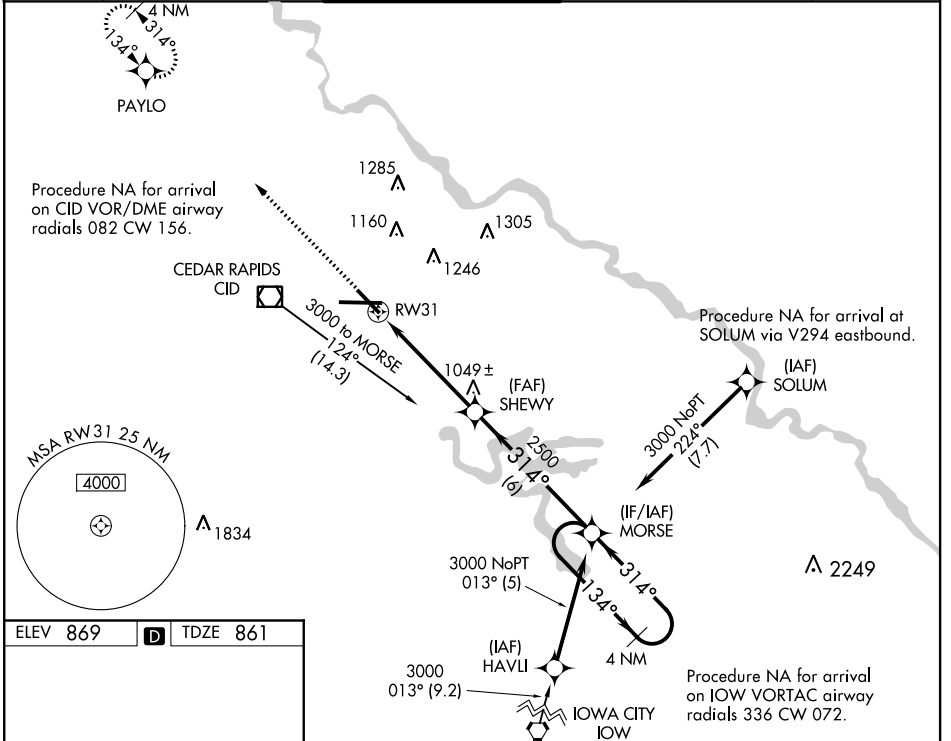 4 NM
314°
134°
PAYLO
Procedure NA for arrival
on CID VOR/DME airway
radials 082 CW 156.
1285
1160
1305
1246
CEDAR RAPIDS
CID
RW31
3000 to MORSE
124°
(14.3)
Procedure NA for arrival at
SOLUM via V294 eastbound.
(IAF)
SOLUM
1049 ±
(FAF)
SHEWY
3000 NoPT
224°
(7.7)
2500
314°
(6)
MSA RW31 25 NM
4000
1834
(IF/IAF)
MORSE
3000 NoPT
013° (5)
314°
134°
4 NM
2249
ELEV 869
D
TDZE 861
(IAF)
HAVLI
3000
013° (9.2)
IOWA CITY
IOW
Procedure NA for arrival
on IOW VORTAC airway
radials 336 CW 072.